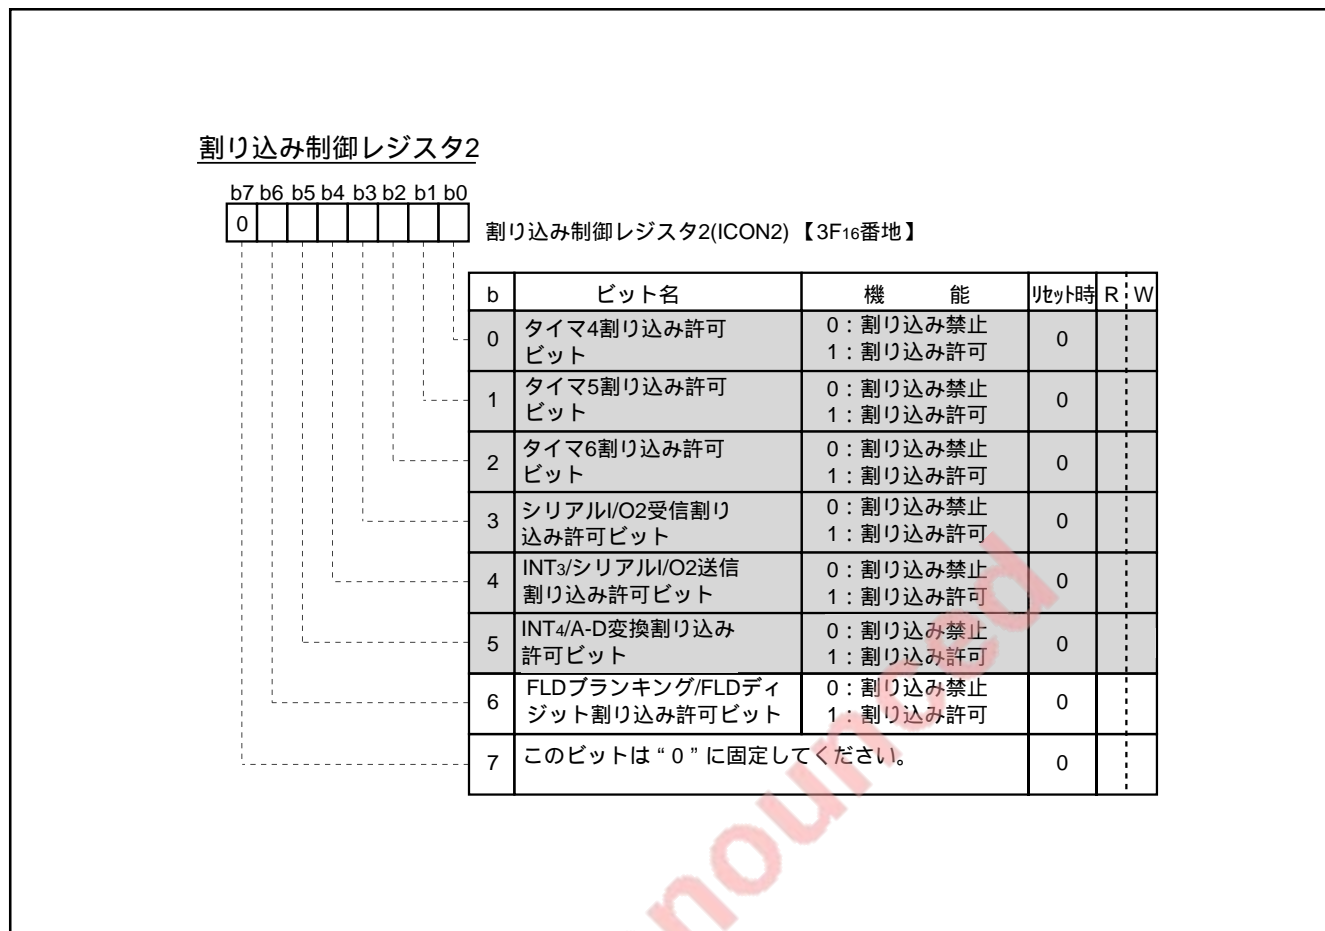 割り込み制御レジスタ2
b7 b6 b5 b4 b3 b2 b1 b0
0
割り込み制御レジスタ2(ICON2) 【3F16番地】
b ビット名 機 能 リセット時 R W
0 タイマ4割り込み許可 0:割り込み禁止 0
ビット 1:割り込み許可
1 タイマ5割り込み許可 0:割り込み禁止 0
ビット 1:割り込み許可
2 タイマ6割り込み許可 0:割り込み禁止 0
ビット 1:割り込み許可
3 シリアルI/O2受信割り 0:割り込み禁止 0
込み許可ビット 1:割り込み許可
4 INT3/シリアルI/O2送信 0:割り込み禁止 0
割り込み許可ビット 1:割り込み許可
5 INT4/A-D変換割り込み 0:割り込み禁止 0
許可ビット 1:割り込み許可
6 FLDブランキング/FLDディ 0:割り込み禁止 0
ジット割り込み許可ビット 1:割り込み許可
7 このビットは“0”に固定してください。 0
nounced